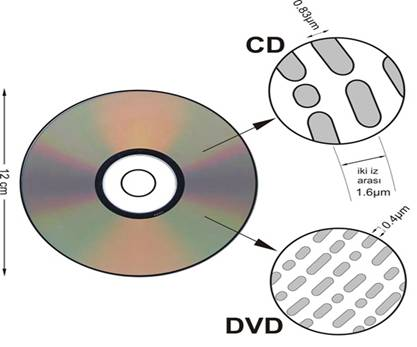 0.83µm
CD
12 cm
iki iz
arası
1.6µm
0.4µm
DVD